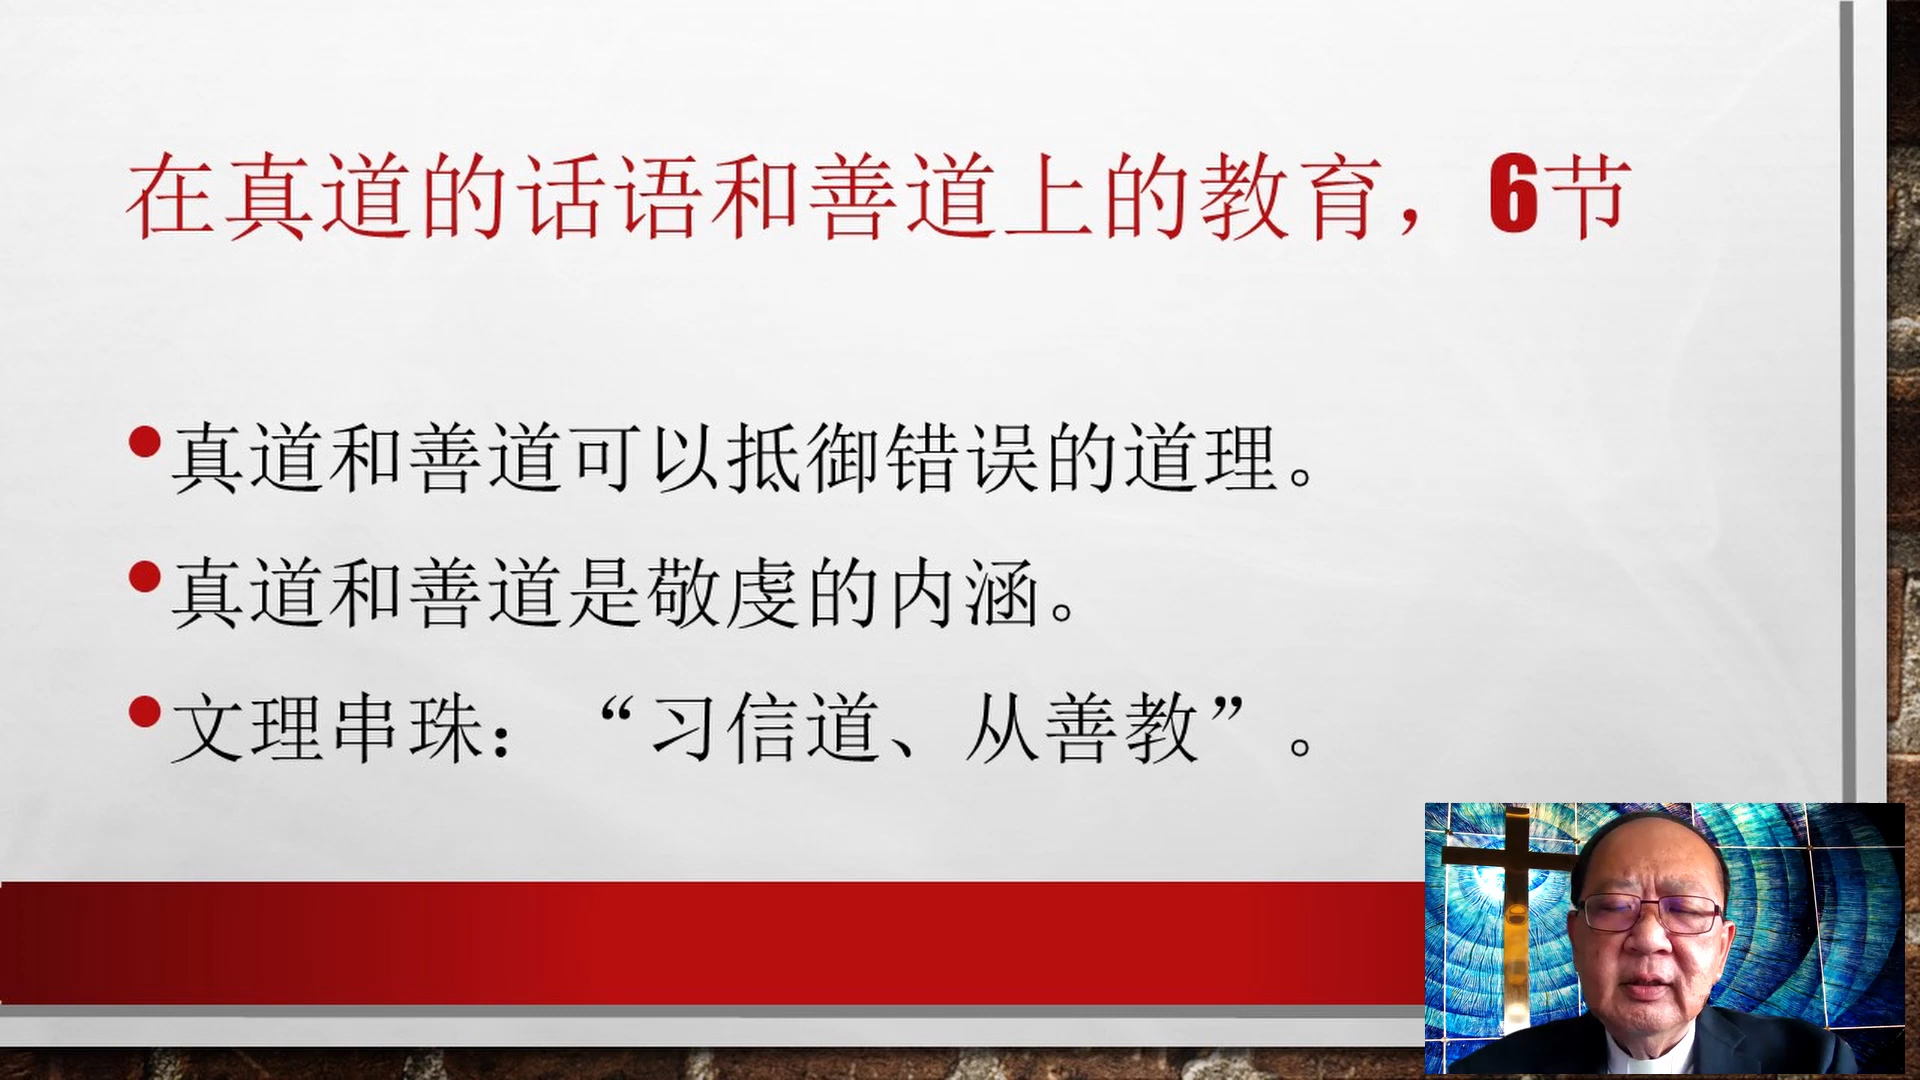 在真道的话语和善道上的教育，6节
•真道和善道可以抵御错误的道理。
•真道和善道是敬虔的内涵。
•文理串珠：“习信道、从善教”。